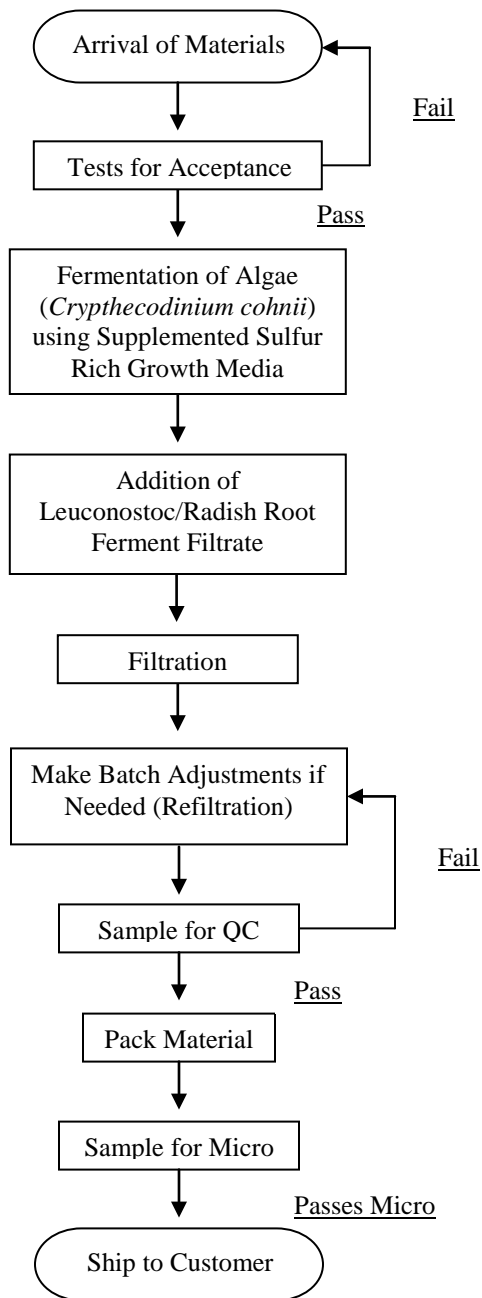 Arrival of Materials
Fail
Tests for Acceptance
Pass
Fermentation of Algae
(Crypthecodinium cohnii)
using Supplemented Sulfur
Rich Growth Media
Addition of
Leuconostoc/Radish Root
Ferment Filtrate
Filtration
Make Batch Adjustments if
Needed (Refiltration)
Fail
Sample for QC
Pass
Pack Material
Sample for Micro
Passes Micro
Ship to Customer